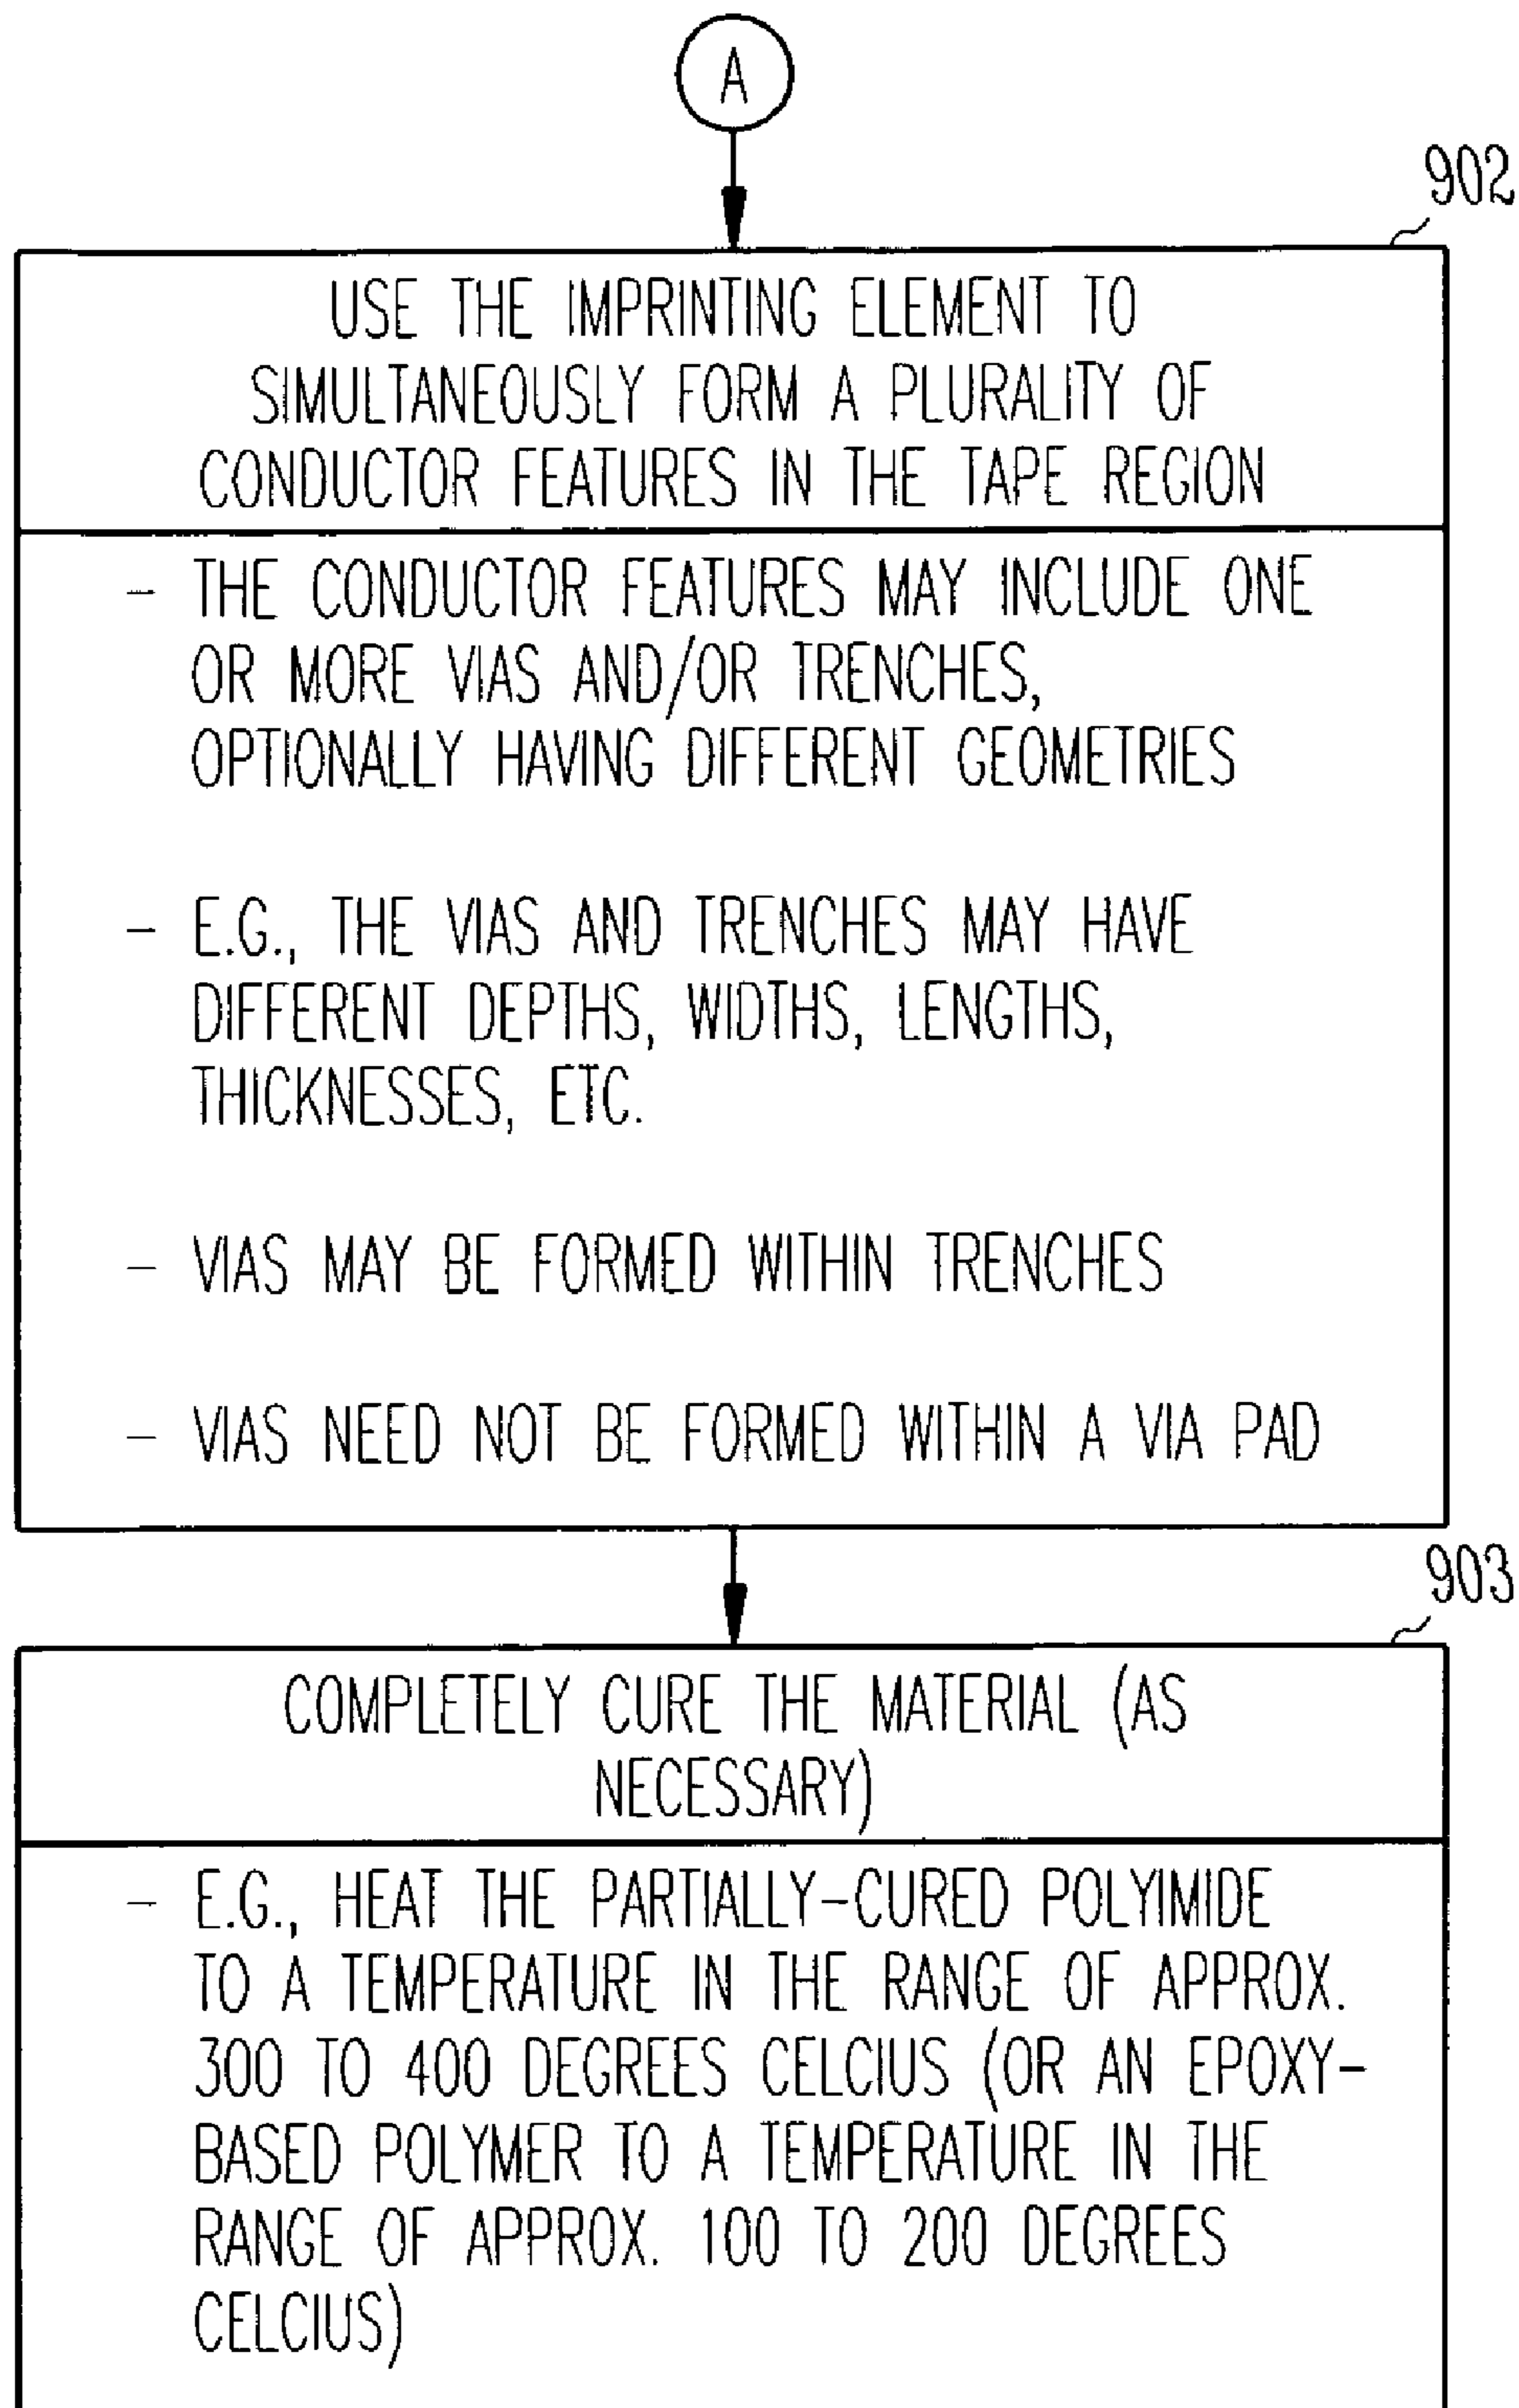 A
902
USE THE IMPRINTING ELEMENT TO
SIMULTANEOUSLY FORM A PLURALITY OF
CONDUCTOR FEATURES IN THE TAPE REGION
- THE CONDUCTOR FEATURES MAY INCLUDE ONE
OR MORE VIAS AND/OR TRENCHES,
OPTIONALLY HAVING DIFFERENT GEOMETRIES
- E.G., THE VIAS AND TRENCHES MAY HAVE
DIFFERENT DEPTHS, WIDTHS, LENGTHS,
THICKNESSES, ETC.
- VIAS MAY BE FORMED WITHIN TRENCHES
- VIAS NEED NOT BE FORMED WITHIN A VIA PAD
903
COMPLETELY CURE THE MATERIAL (AS
NECESSARY)
- E.G., HEAT THE PARTIALLY-CURED POLYIMIDE
TO A TEMPERATURE IN THE RANGE OF APPROX.
300 TO 400 DEGREES CELCIUS (OR AN EPOXY-
BASED POLYMER TO A TEMPERATURE IN THE
RANGE OF APPROX. 100 TO 200 DEGREES
CELCIUS)